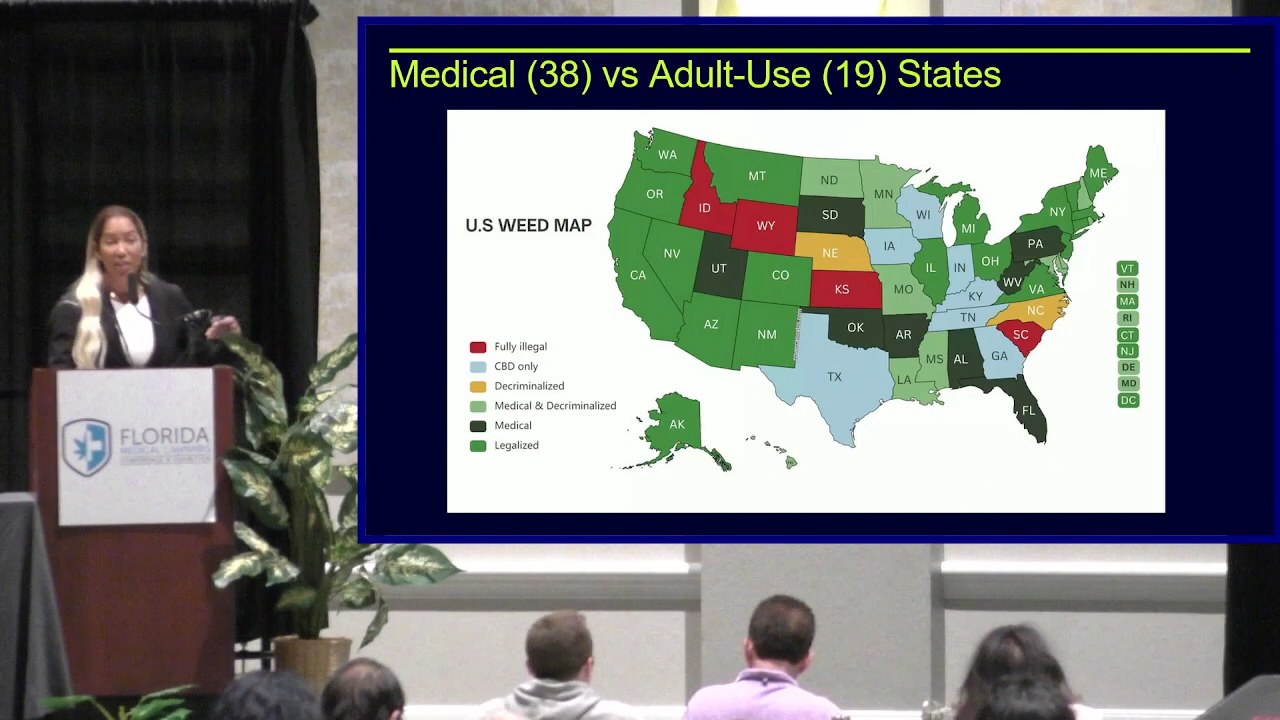 Medical (38) vs Adult-Use (19) States
U.S WEED MAP
WA
OR
CA
NV
ID
MT
WY
UT
CO
AZ
NM
ND
SD
NE
KS
OK
TX
MN
IA
MO
AR
LA
WI
IL
MS
MI
IN
KY
TN
AL
OH
GA
FL
SC
NC
VA
WV
PA
NY
ME
AK
VT
NH
MA
RI
CT
NJ
DE
MD
DC
Fully illegal
CBD only
Decriminalized
Medical & Decriminalized
Medical
Legalized
FLORIDA
MEDICAL CANNABIS
CONFERENCE & EXHIBITION